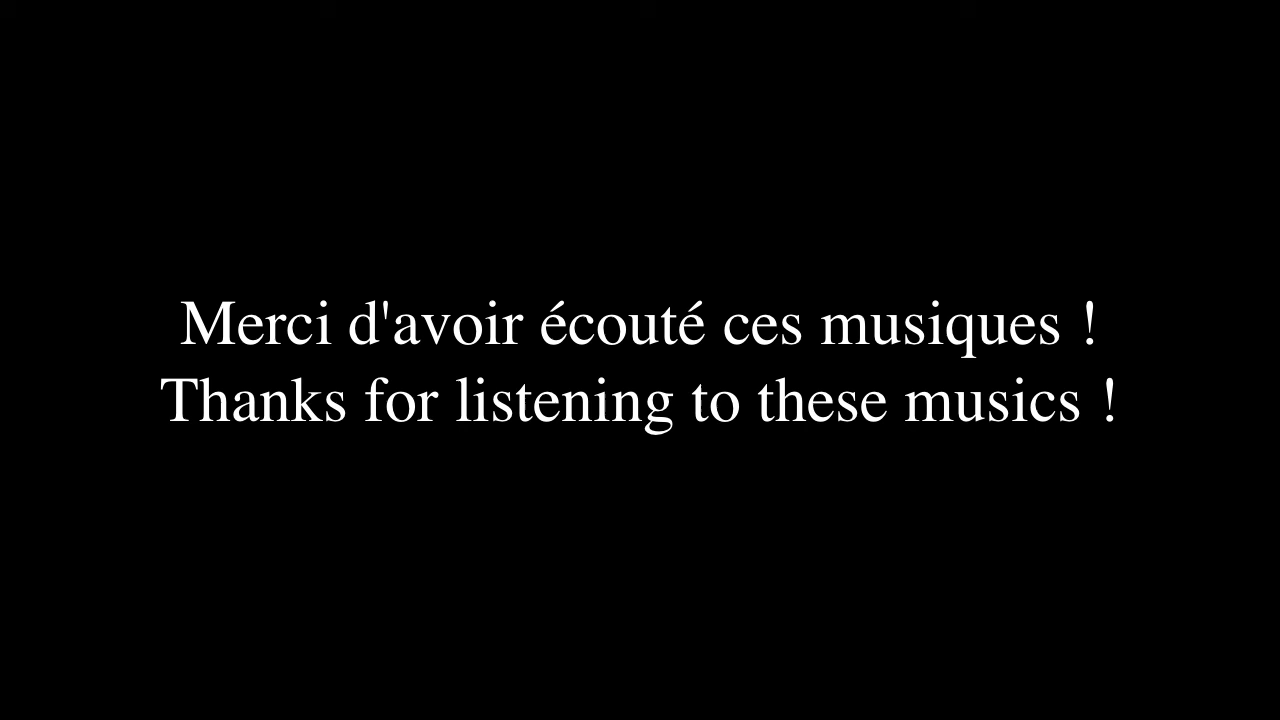 Merci d'avoir écouté ces musiques !
Thanks for listening to these musics !